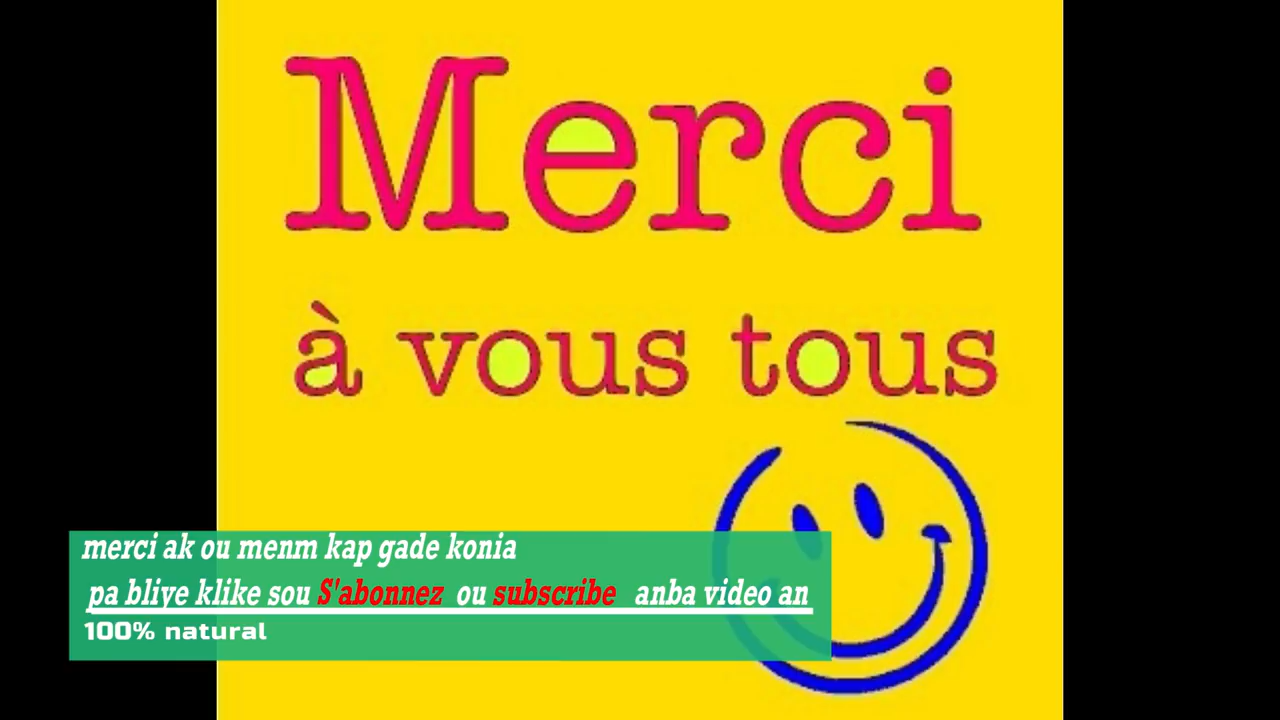 Merci
à vous tous
merci ak ou menm kap gade konia
pa bliye klike sou S'abonnez ou subscribe anba video an
100% natural